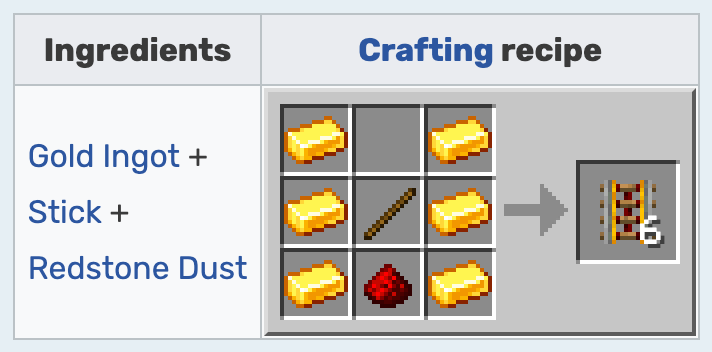 Ingredients
Crafting recipe
Gold Ingot +
Stick +
Redstone Dust
6